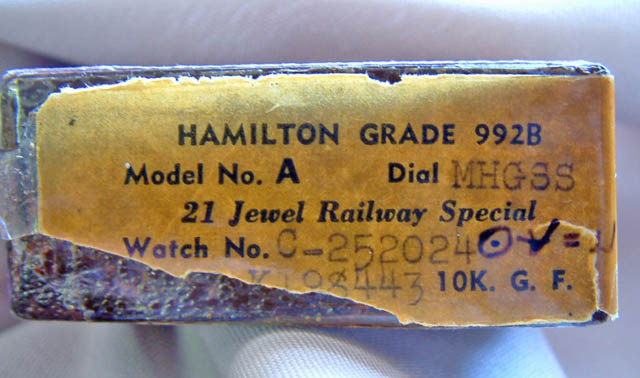 HAMILTON GRADE 992B
Model No. A Dial MHGSS
21 Jewel Railway Special
Watch No. C-252024
10K. G. F.